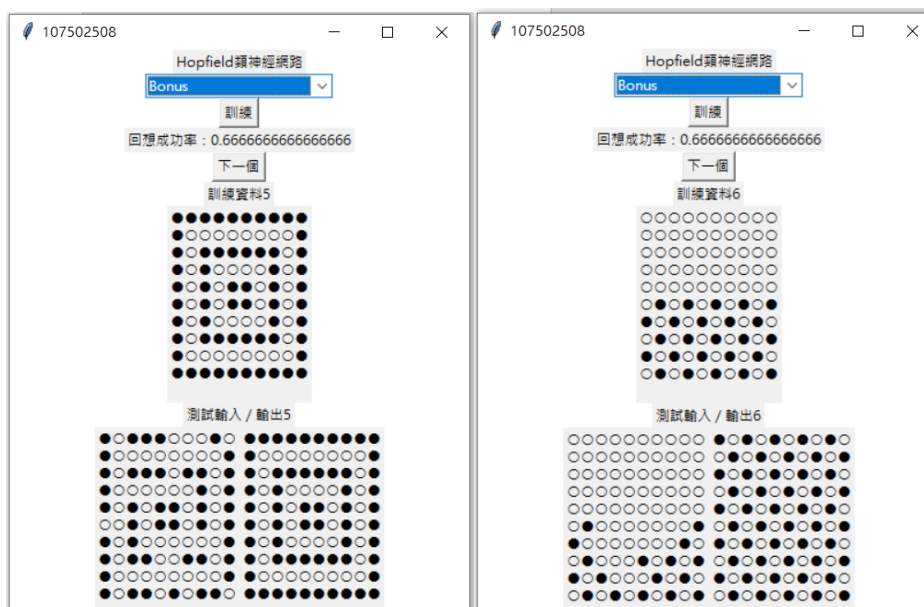 107502508
Hopfield類神經網路
Bonus
訓練
回想成功率：0.6666666666666666
下一個
訓練資料5
●●●●●●●●●●
●○○○○○○○○●
●○●●●●●●○●
●○●○○○○●○●
●○●○●●○●○●
●○●○●●○●○●
●○●○○○○●○●
●○●●●●●●○●
●○○○○○○○○●
●●●●●●●●●●
測試輸入 / 輸出5
107502508
Hopfield類神經網路
Bonus
訓練
回想成功率：0.6666666666666666
下一個
訓練資料6
○○○○○○○○○○
○○○○○○○○○○
○○○○○○○○○○
○○○○○○○○○○
○○○○○○○○○○
○●○●○●○●○●
●○●○●○●○●○
○●○●○●○●○●
●○●○●○●○●○
○●○●○●○●○●
測試輸入 / 輸出6